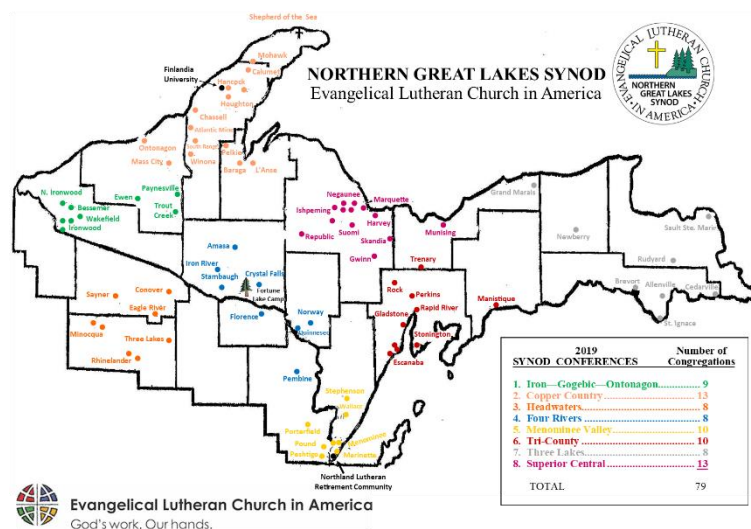 Shepherd of the Sea
Mohawk
Calumet
Finlandia
University
Hancock
Houghton
NORTHERN GREAT LAKES SYNOD
Evangelical Lutheran Church in America
EVANGELICAL LUTHERAN CHURCH
IN AMERICA
NORTHERN
GREAT LAKES
SYNOD
Chassell
Atlantic Mine
Ontonagon
Pelkie
Mass City
Winona
Baraga
L'Anse
N. Ironwood
Bessemer
Wakefield
Ironwood
Ewen
Paynesville
Trout
Creek
Negaunee
Marquette
Ishpeming
Harvey
Republic
Suomi
Skandia
Gwinn
Munising
Grand Marais
Newberry
Sault Ste. Marie
Rudyard
Brevort
Allenville
Cedarville
St. Ignace
Amasa
Iron River
Stambaugh
Crystal Falls
Fortune
Lake Camp
Florence
Norway
Quinnesec
Trenary
Rock
Perkins
Rapid River
Gladstone
Stonington
Escanaba
Manistique
Conover
Sayner
Eagle River
Minocqua
Three Lakes
Rhinelander
Pembine
Stephenson
Porterfield
Pound
Menominee
Peshtigo
Marinette
Northland Lutheran
Retirement Community
2019 Number of
SYNOD CONFERENCES Congregations
1. Iron—Gogebic—Ontonagon 9
2. Copper Country 13
3. Headwaters 8
4. Four Rivers 8
5. Menominee Valley 10
6. Tri-County 10
7. Three Lakes 8
8. Superior Central 13
TOTAL 79
Evangelical Lutheran Church in America
God's work. Our hands.